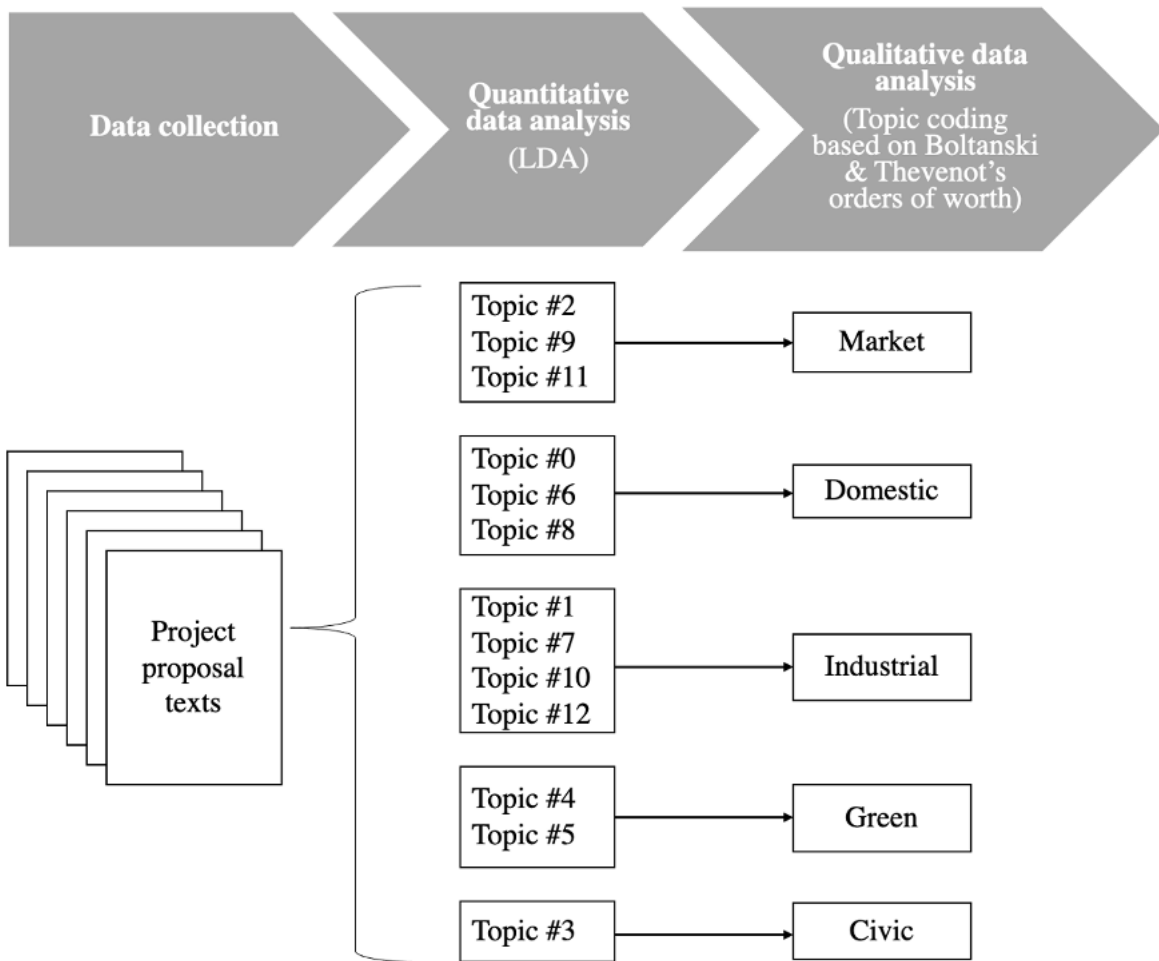 Data collection
Quantitative
data analysis
(LDA)
Qualitative data
analysis
(Topic coding
based on Boltanski
& Thevenot's
orders of worth)
Project
proposal
texts
Topic #2
Topic #9
Topic #11
Market
Topic #0
Topic #6
Topic #8
Domestic
Topic #1
Topic #7
Topic #10
Topic #12
Industrial
Topic #4
Topic #5
Green
Topic #3
Civic